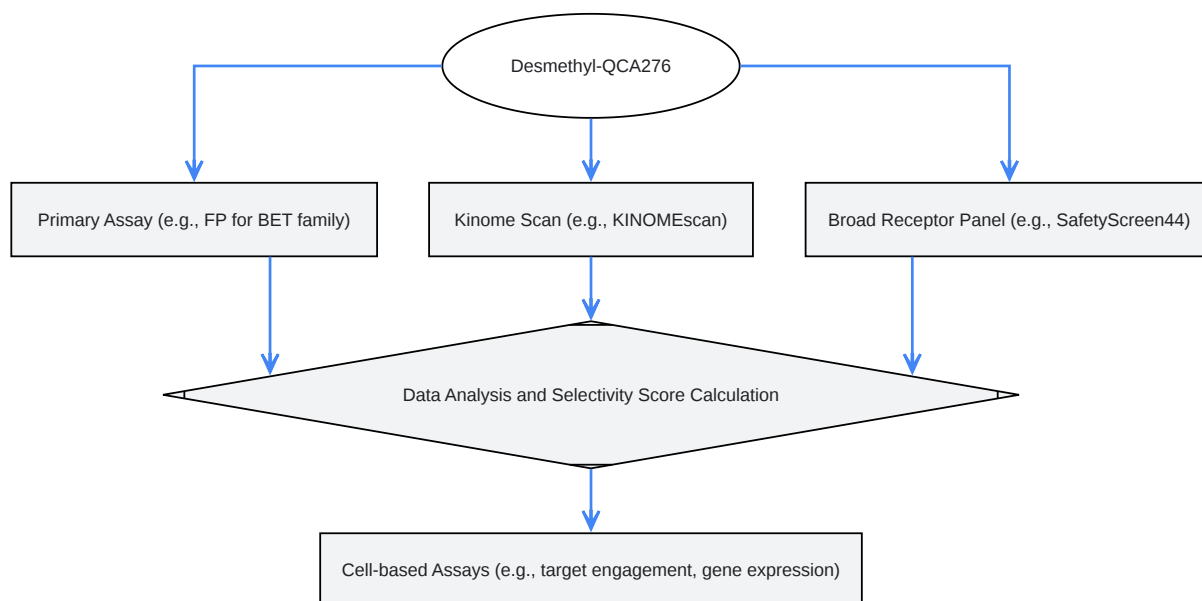 Desmethyl-QCA276
Primary Assay (e.g., FP for BET family)
Kinome Scan (e.g., KINOMEscan)
Broad Receptor Panel (e.g., SafetyScreen44)
Data Analysis and Selectivity Score Calculation
Cell-based Assays (e.g., target engagement, gene expression)